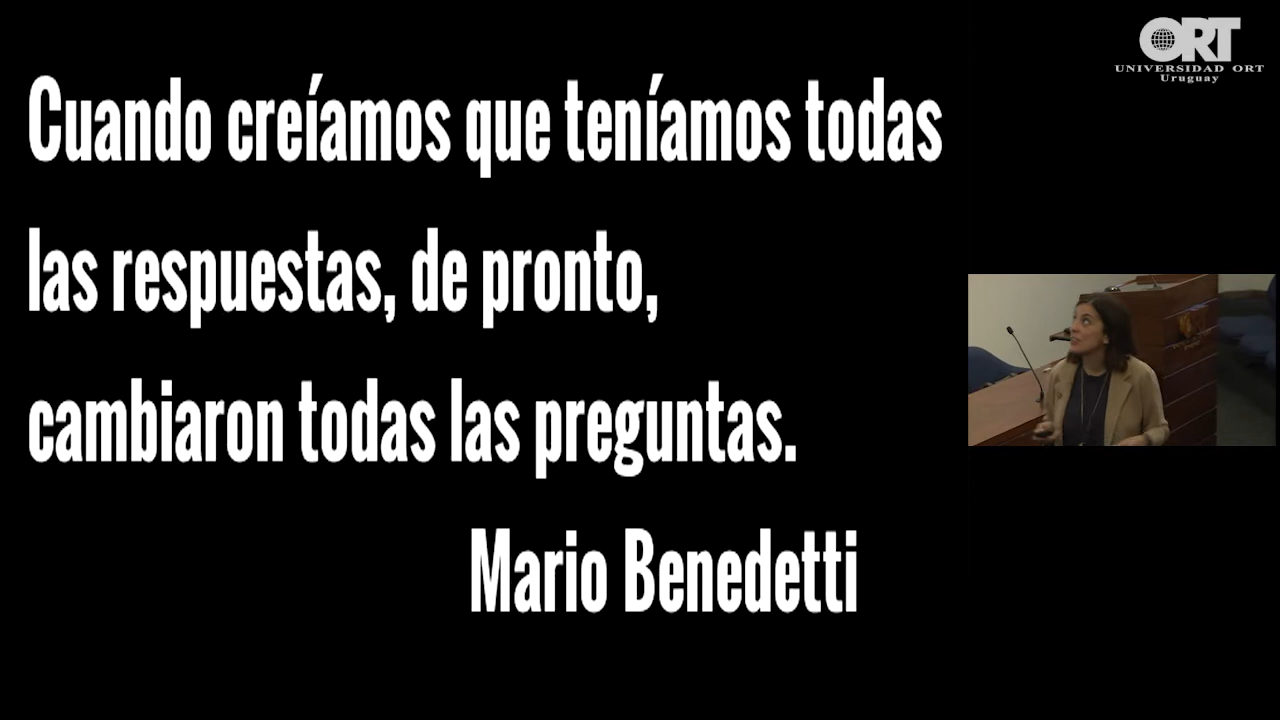 Cuando creíamos que teníamos todas
las respuestas, de pronto,
cambiaron todas las preguntas.
Mario Benedetti
ORT
UNIVERSIDAD ORT
Uruguay